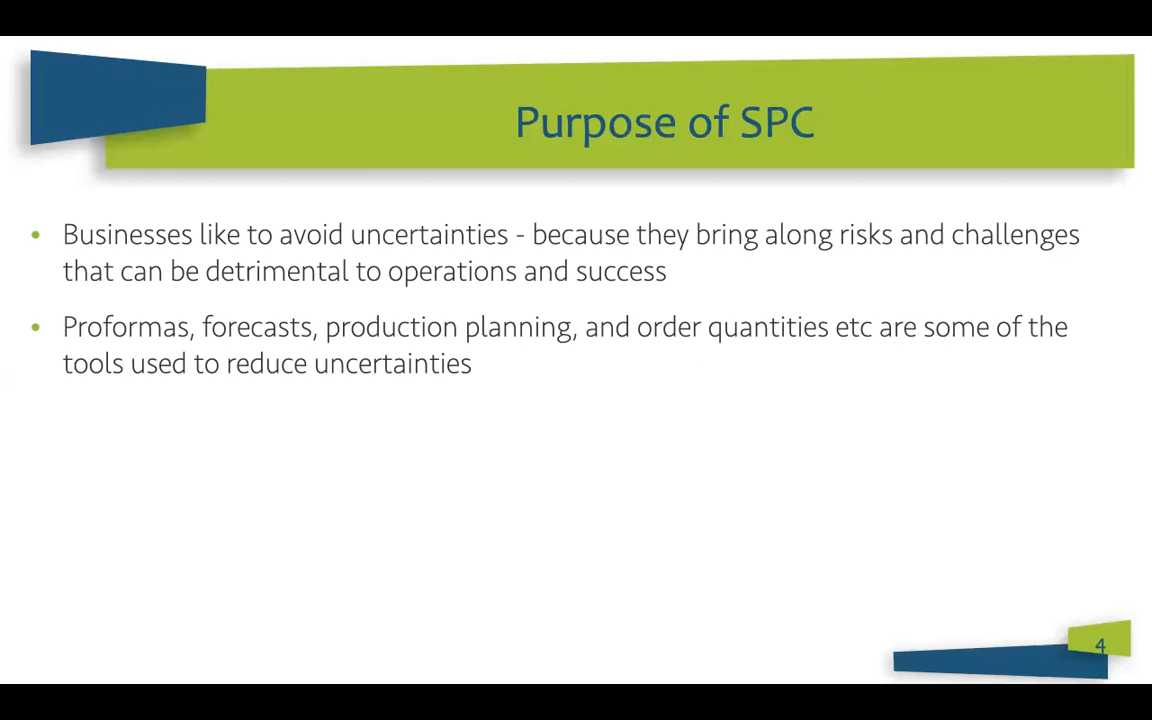 Purpose of SPC
• Businesses like to avoid uncertainties - because they bring along risks and challenges
that can be detrimental to operations and success
• Proformas, forecasts, production planning, and order quantities etc are some of the
tools used to reduce uncertainties
4